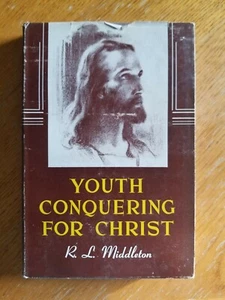 YOUTH
CONQUERING
FOR CHRIST
R. L. Middleton